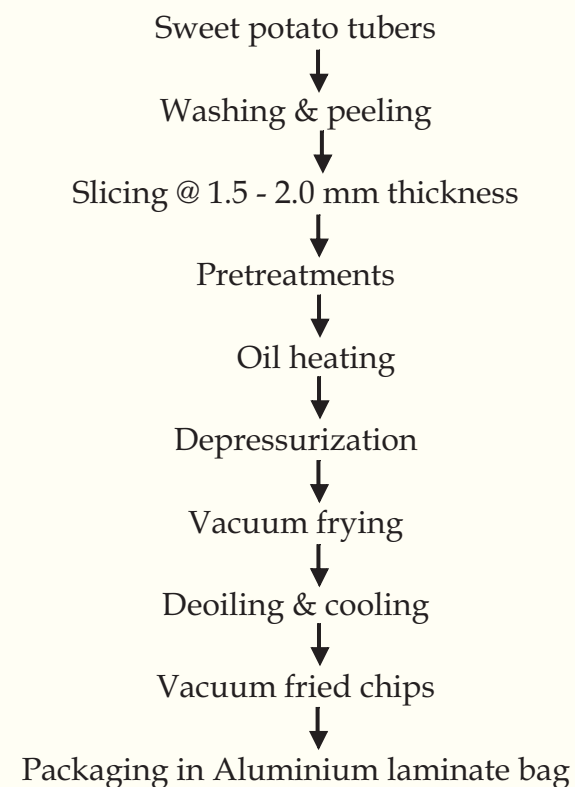 Sweet potato tubers
Washing & peeling
Slicing @ 1.5 - 2.0 mm thickness
Pretreatments
Oil heating
Depressurization
Vacuum frying
Deoiling & cooling
Vacuum fried chips
Packaging in Aluminium laminate bag